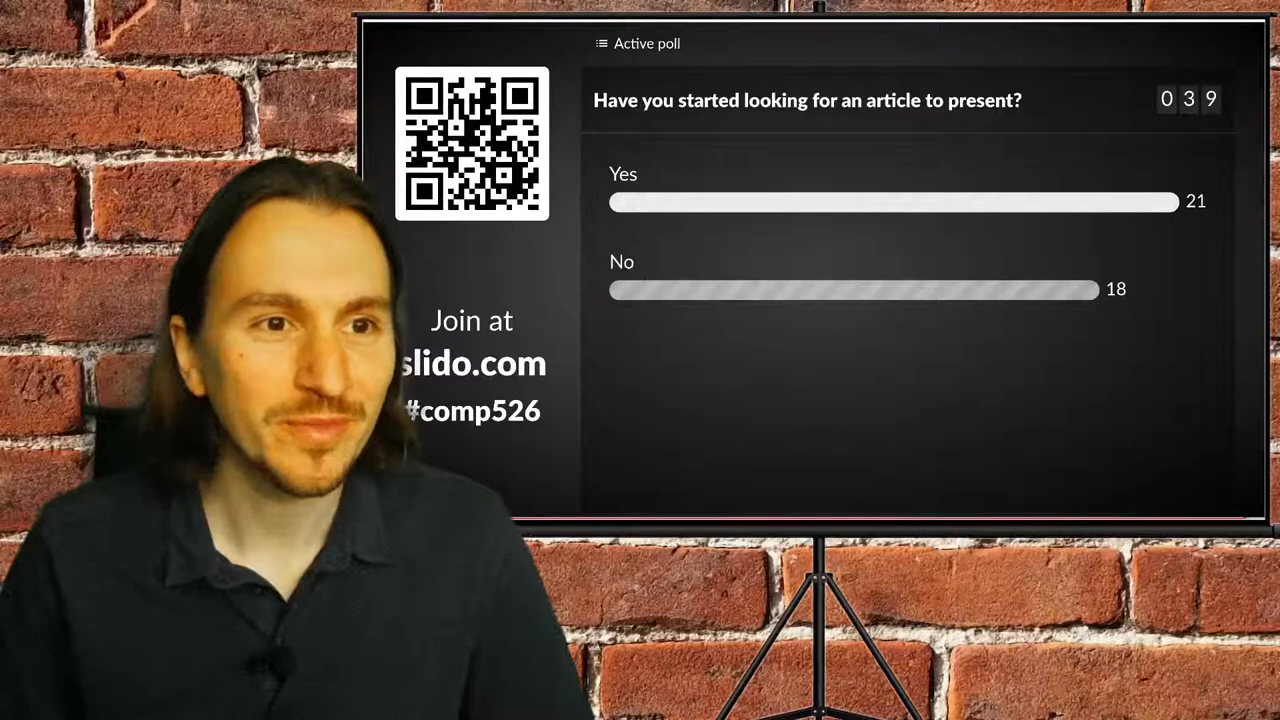 Active poll
Have you started looking for an article to present?
0 3 9
Yes
21
No
18
Join at
slido.com
#comp526